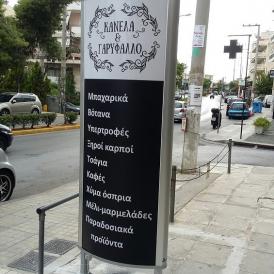 ΚΑΝΕΛΑ
&
ΓΑΡΥΦΑΛΛΟ
Μπαχαρικά
Βότανα
Υπερτροφές
Ξηροί καρποί
Τσάγια
Καφές
Χύμα όσπρια
Μέλι-μαρμελάδες
Παραδοσιακά
προϊόντα